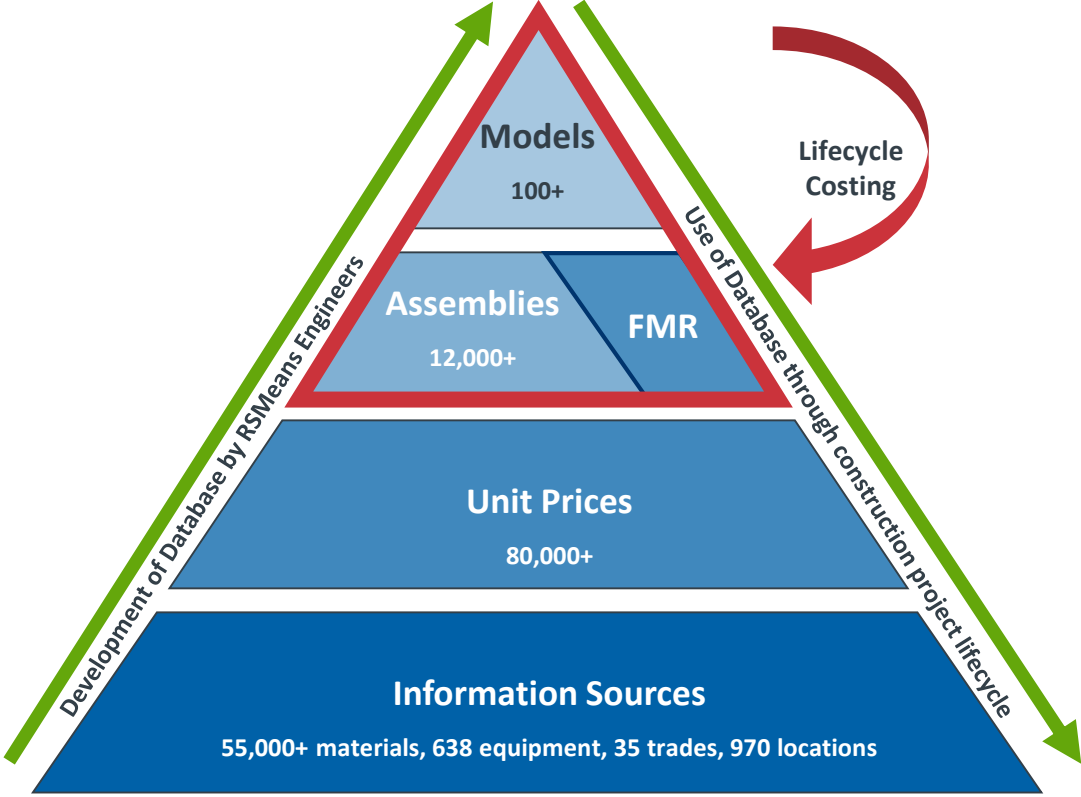 Models
100+
Lifecycle
Costing
Assemblies
12,000+
FMR
Unit Prices
80,000+
Information Sources
55,000+ materials, 638 equipment, 35 trades, 970 locations
Development of Database by RSMeans Engineers
Use of Database through construction project lifecycle